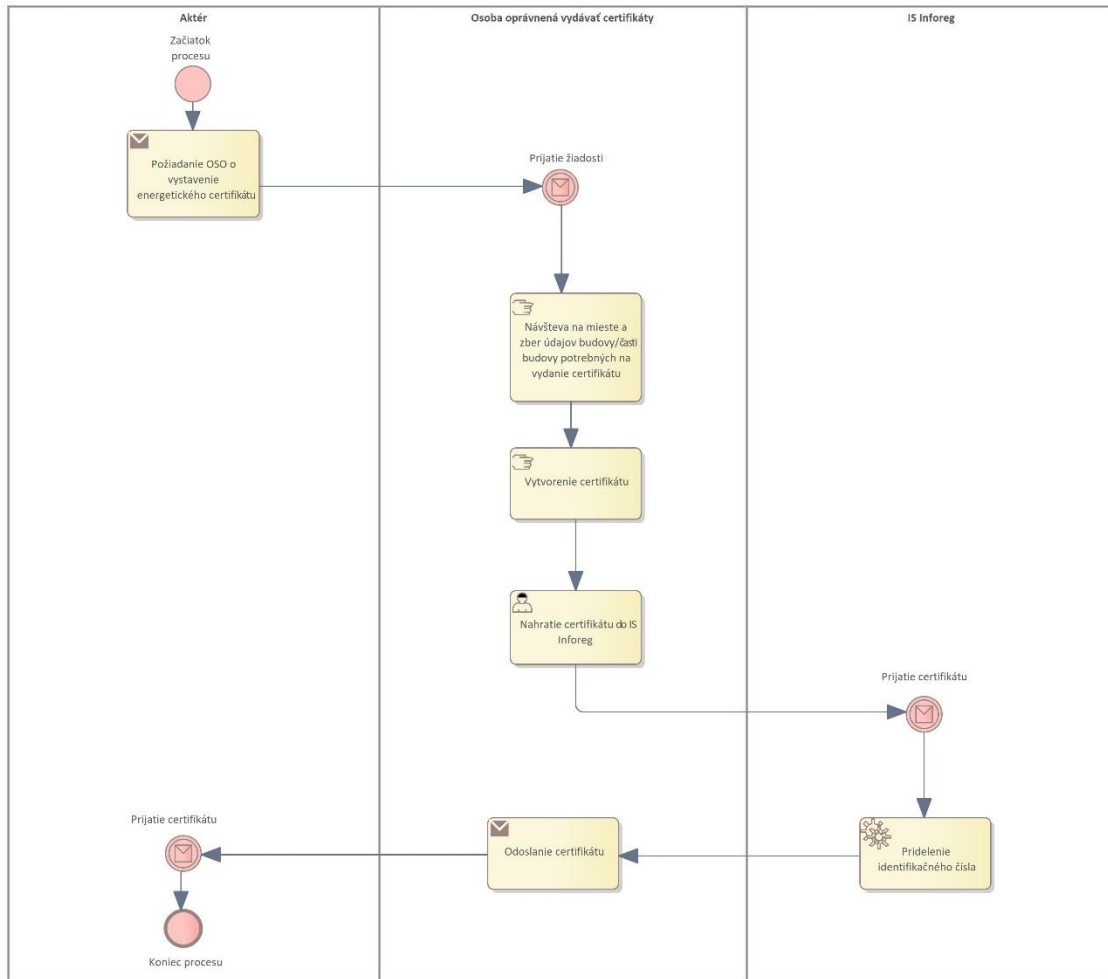 Aktér
Osoba oprávnená vydávať certifikáty
IS Inforeg
Začiatok
procesu
Požiadanie OSO o
vystavenie
energetického certifikátu
Prijatie žiadosti
Návšteva na mieste a
zber údajov budovy/časti
budovy potrebných na
vydanie certifikátu
Vytvorenie certifikátu
Nahratie certifikátu do IS
Inforeg
Prijatie certifikátu
Pridelenie
identifikačného čísla
Odoslanie certifikátu
Prijatie certifikátu
Koniec procesu